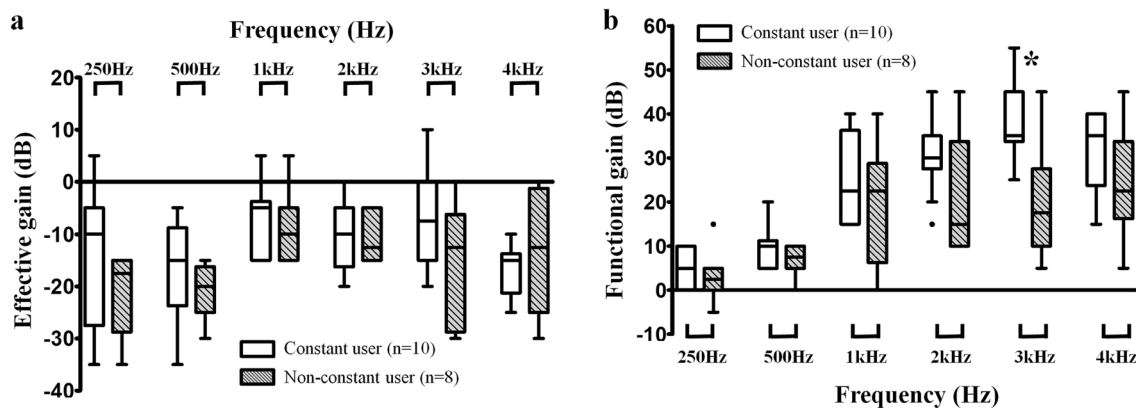 a
Frequency (Hz)
250Hz 500Hz 1kHz 2kHz 3kHz 4kHz
20
10
0
-10
-20
-30
-40
Effective gain (dB)
Constant user (n=10)
Non-constant user (n=8)
b
60
50
40
30
20
10
0
-10
Functional gain (dB)
Constant user (n=10)
Non-constant user (n=8)
*
250Hz 500Hz 1kHz 2kHz 3kHz 4kHz
Frequency (Hz)